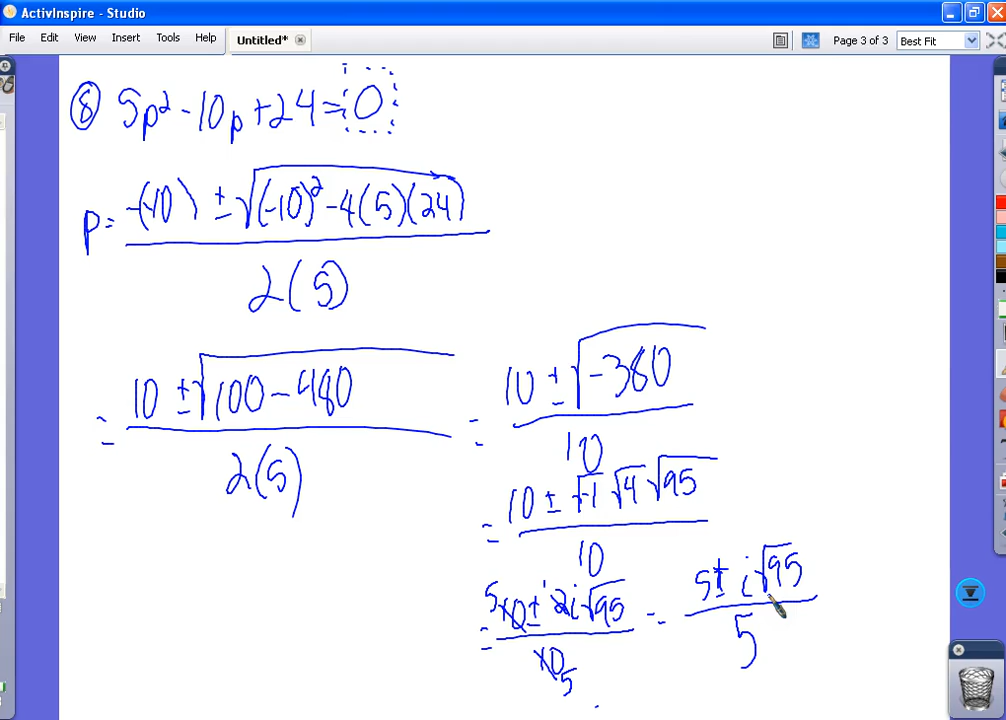 ActivInspire - Studio
File Edit View Insert Tools Help Untitled* Page 3 of 3 Best Fit
⑧ 5p² - 10p + 24 = 0
p = -(-10) ± √(-10)² - 4(5)(24)
2(5)
= 10 ± √100 - 480
2(5)
= 10 ± √-380
10
= 10 ± √-1 √4 √95
10
= 5 10 ± 1 2i√95 = 5 ± i√95
10 5
5